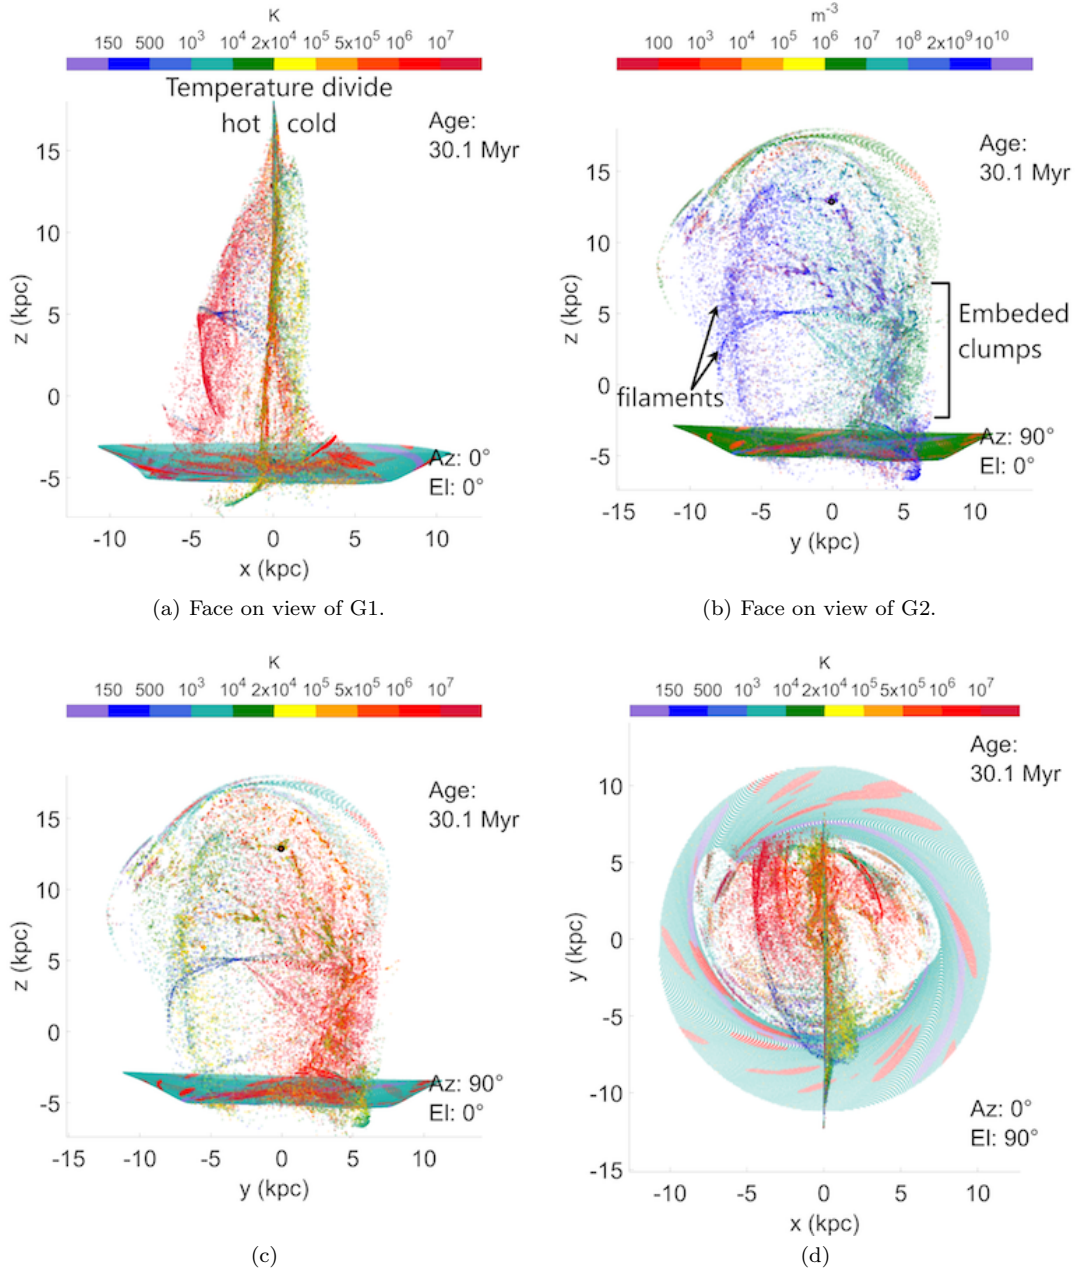 K
150 500 10³ 10⁴ 2x10⁴ 10⁵ 5x10⁵ 10⁶ 10⁷
Temperature divide
hot cold
Age:
30.1 Myr
15
10
5
0
-5
z (kpc)
Az: 0°
El: 0°
-10 -5 0 5 10
x (kpc)
(a) Face on view of G1.
m⁻³
100 10³ 10⁴ 10⁵ 10⁶ 10⁷ 10⁸ 2x10⁹ 10¹⁰
Age:
30.1 Myr
15
10
5
0
-5
z (kpc)
Embeded
clumps
filaments
Az: 90°
El: 0°
-15 -10 -5 0 5 10
y (kpc)
(b) Face on view of G2.
K
150 500 10³ 10⁴ 2x10⁴ 10⁵ 5x10⁵ 10⁶ 10⁷
Age:
30.1 Myr
15
10
5
0
-5
z (kpc)
Az: 90°
El: 0°
-15 -10 -5 0 5 10
y (kpc)
(c)
K
150 500 10³ 10⁴ 2x10⁴ 10⁵ 5x10⁵ 10⁶ 10⁷
Age:
30.1 Myr
10
5
0
-5
-10
-15
y (kpc)
Az: 0°
El: 90°
-10 -5 0 5 10
x (kpc)
(d)